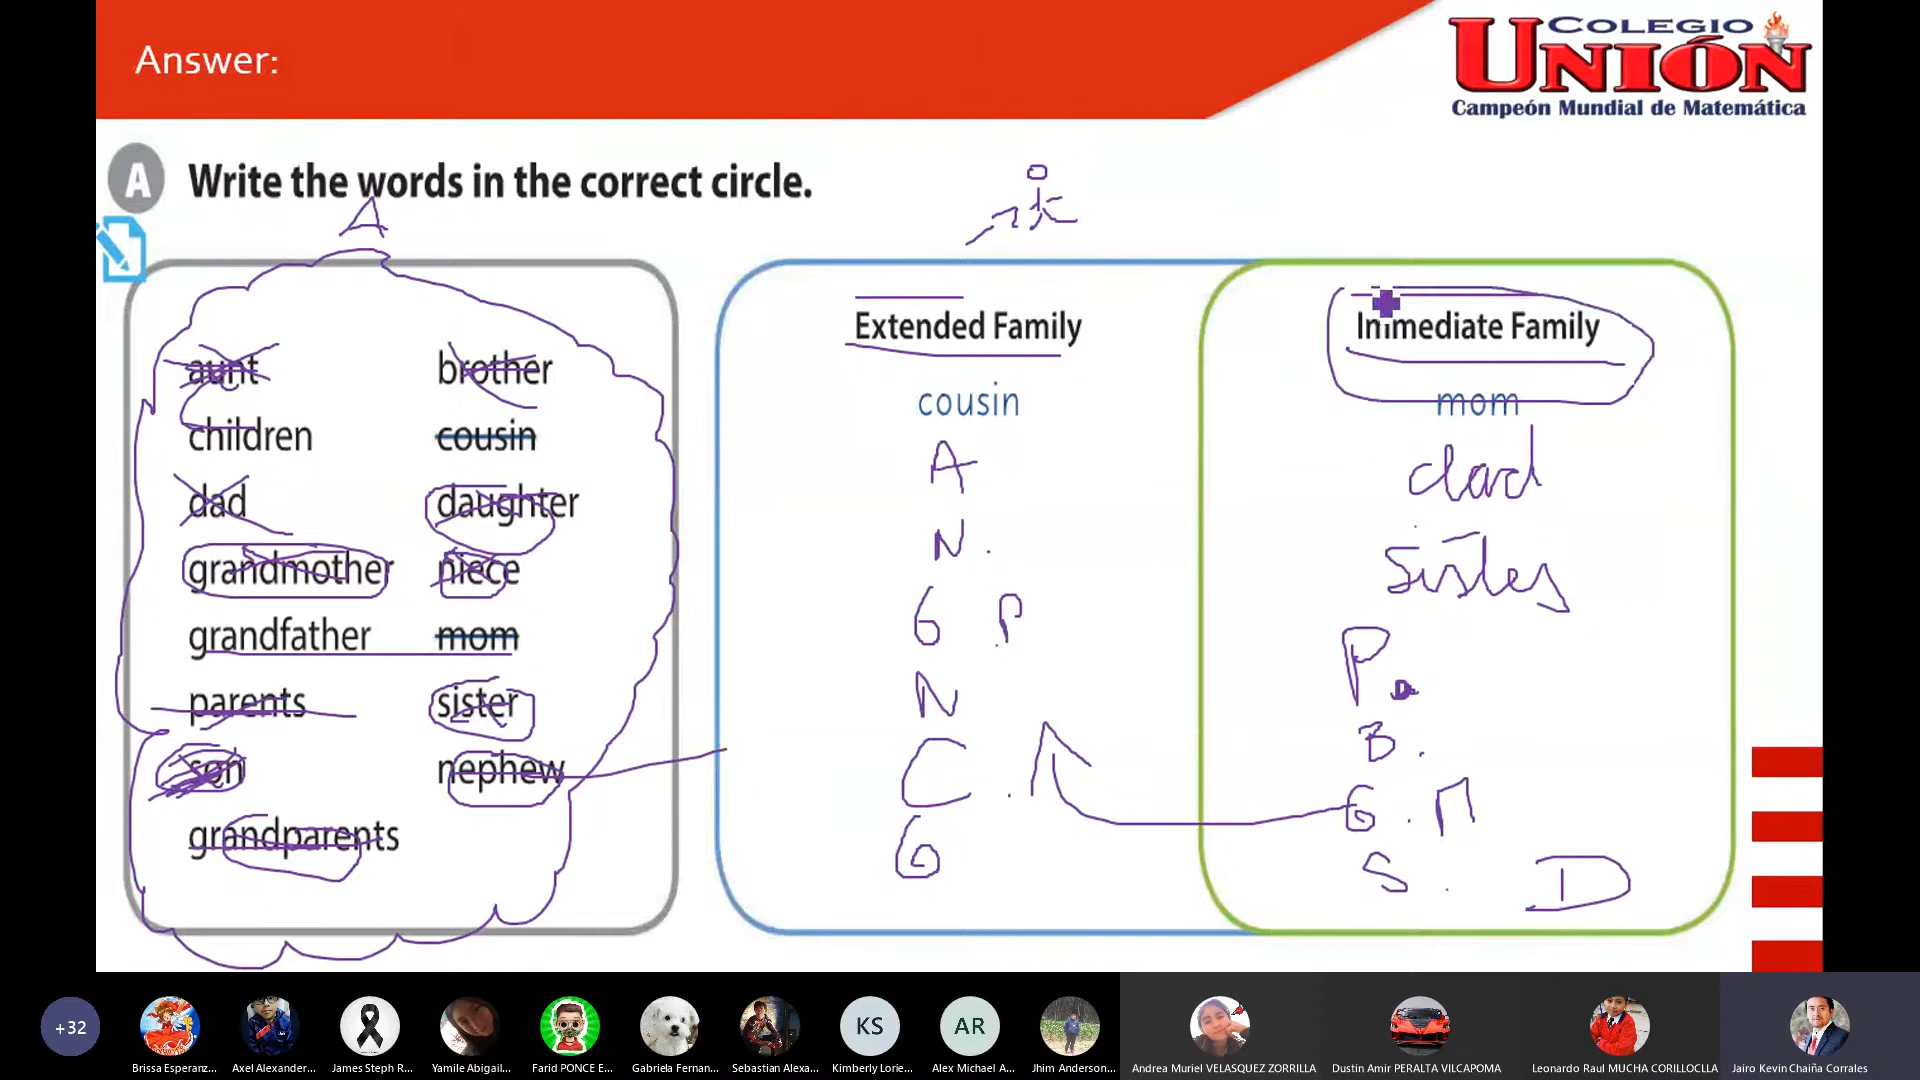 Answer:
COLEGIO
UNIÓN
Campeón Mundial de Matemática
A Write the words in the correct circle.
A
aunt brother
children cousin
dad daughter
grandmother niece
grandfather mom
parents sister
son nephew
grandparents
Extended Family
cousin
A
N.
G P.
N
C.
G
Immediate Family
mom
dad
Sister
P.
B.
G. M
S. D
+32
Brissa Esperanz...
Axel Alexander...
James Steph R...
Yamile Abigail...
Farid PONCE E...
Gabriela Fernan...
Sebastian Alexa...
KS
Kimberly Lorie...
AR
Alex Michael A...
Jhim Anderson...
Andrea Muriel VELASQUEZ ZORRILLA
Dustin Amir PERALTA VILCAPOMA
Leonardo Raul MUCHA CORILLOCLLA
Jairo Kevin Chaiña Corrales